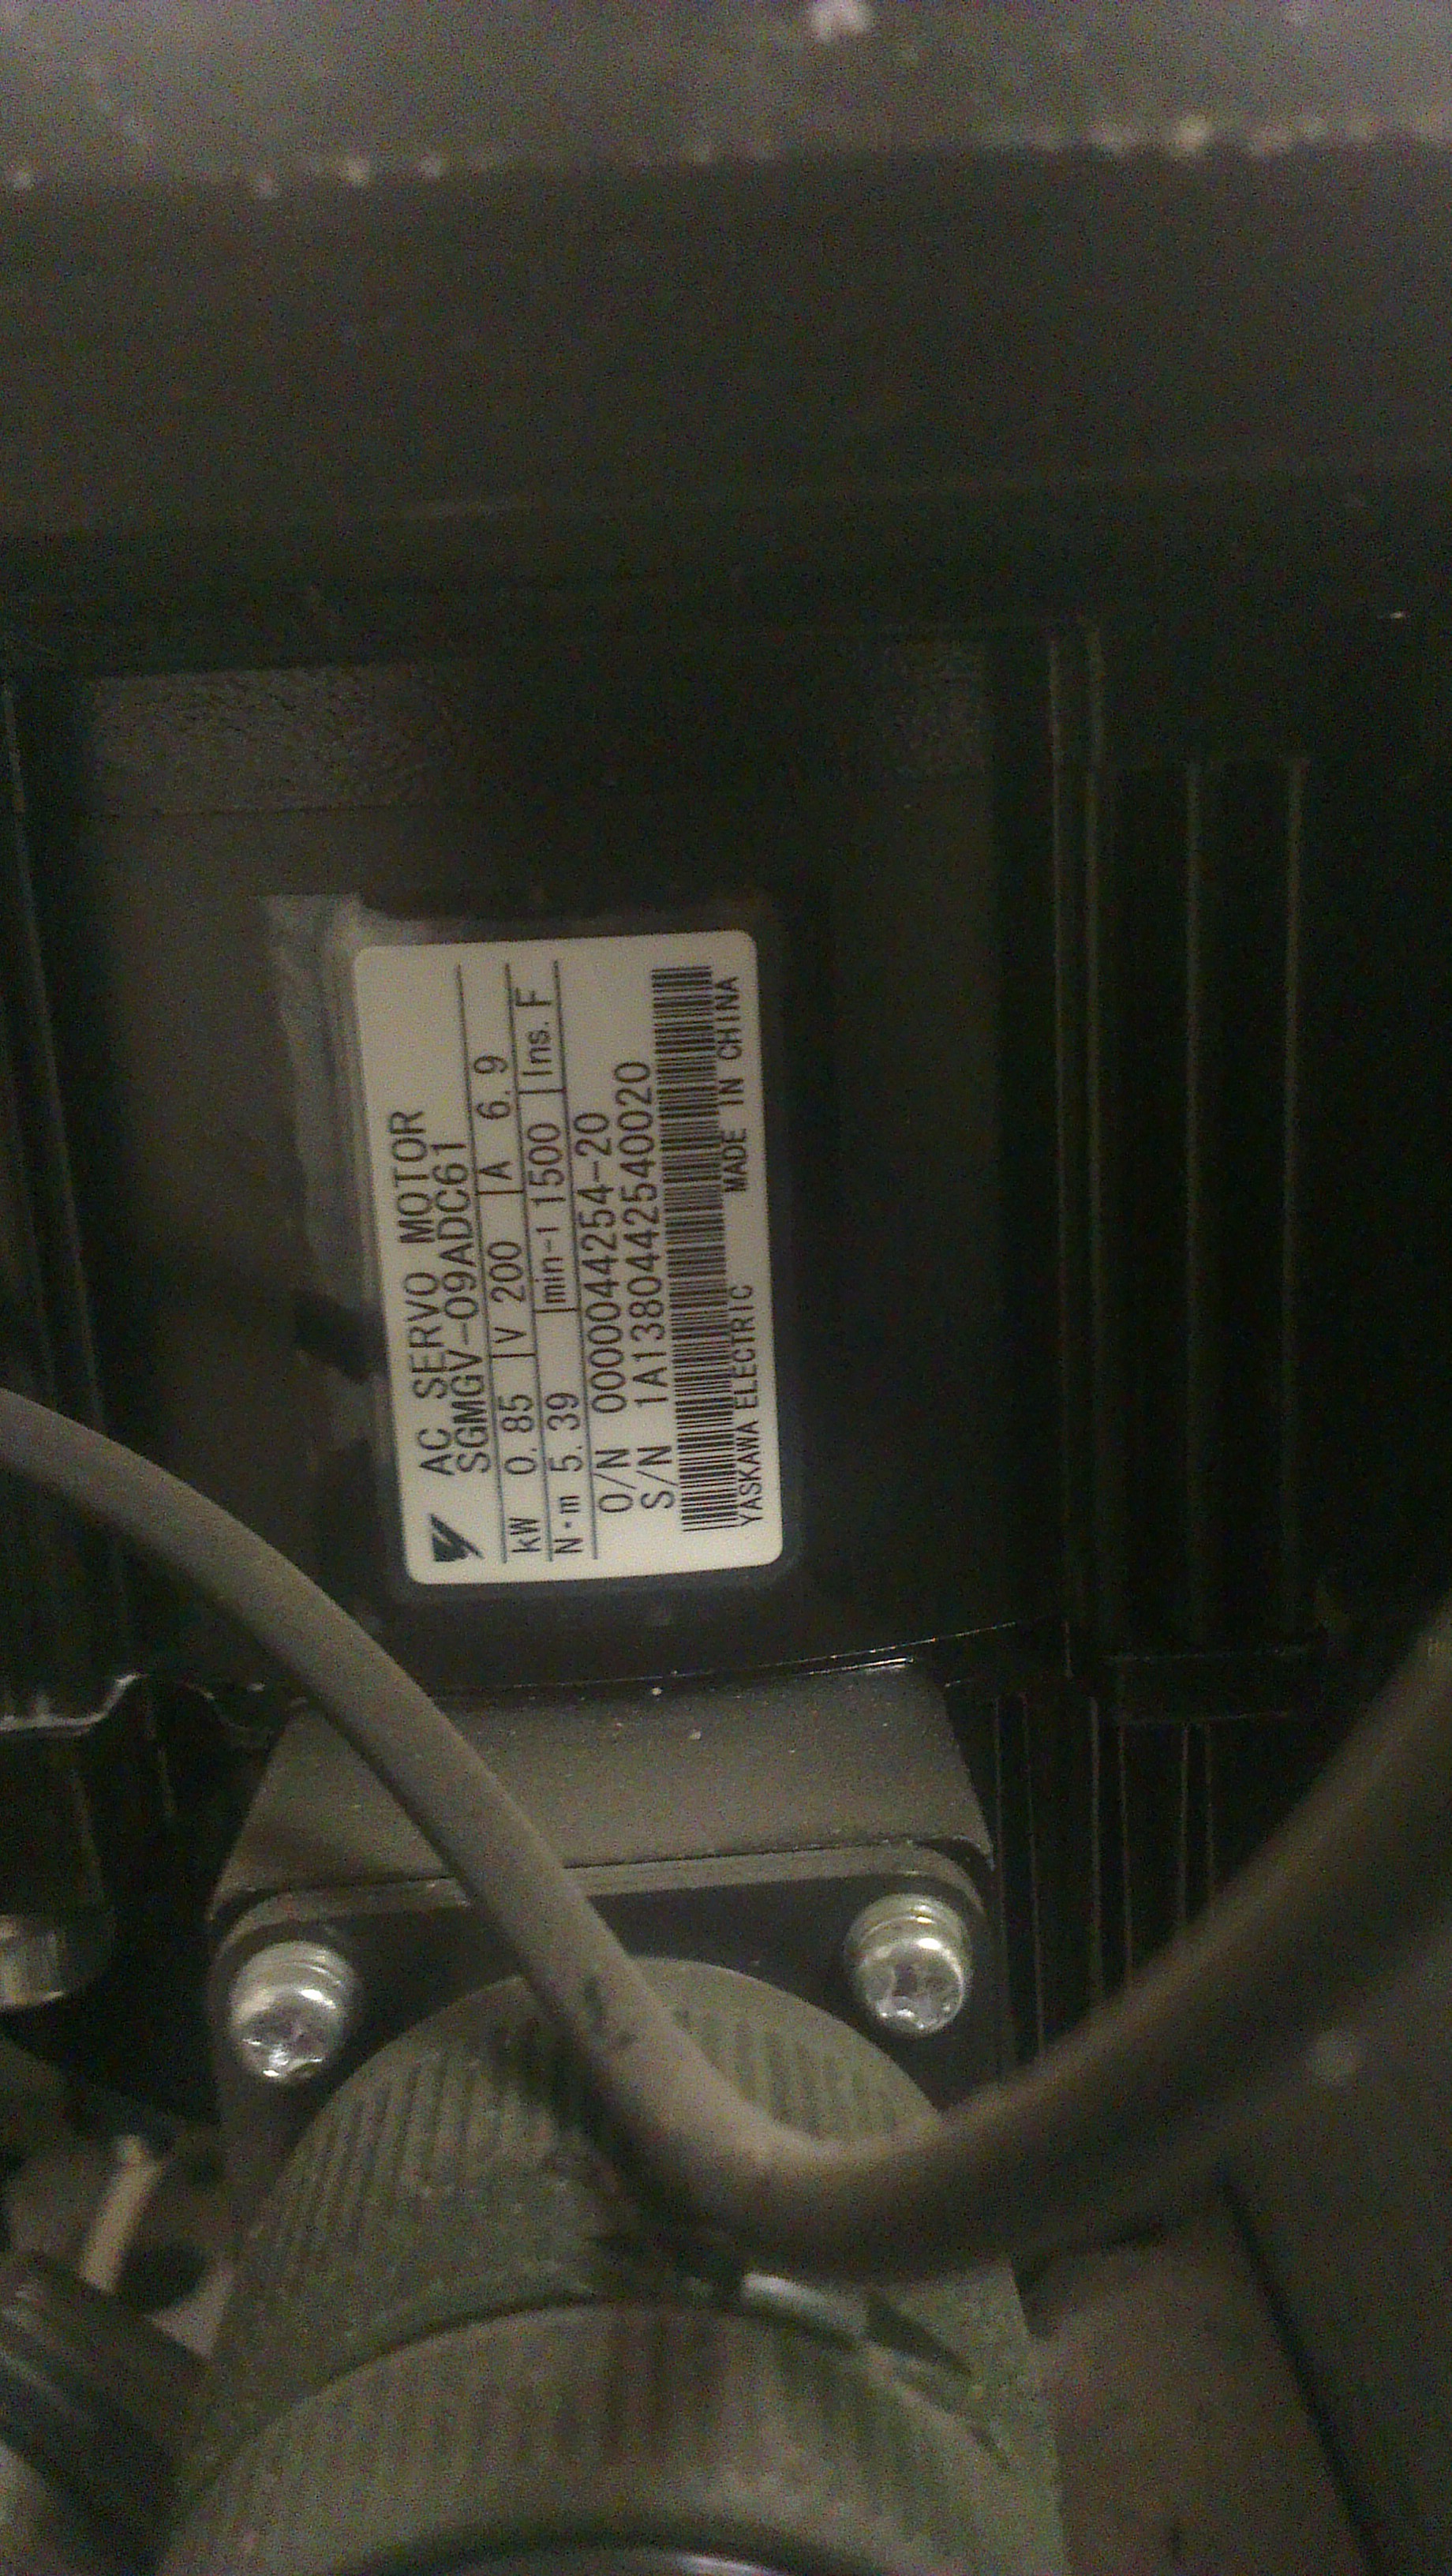 AC SERVO MOTOR
SGMGV-09ADC61
kW 0.85 V 200 A 6.9
N·m 5.39 min-1 1500 Ins. F
O/N 0000044254-20
S/N 1A1380442540020
YASKAWA ELECTRIC MADE IN CHINA